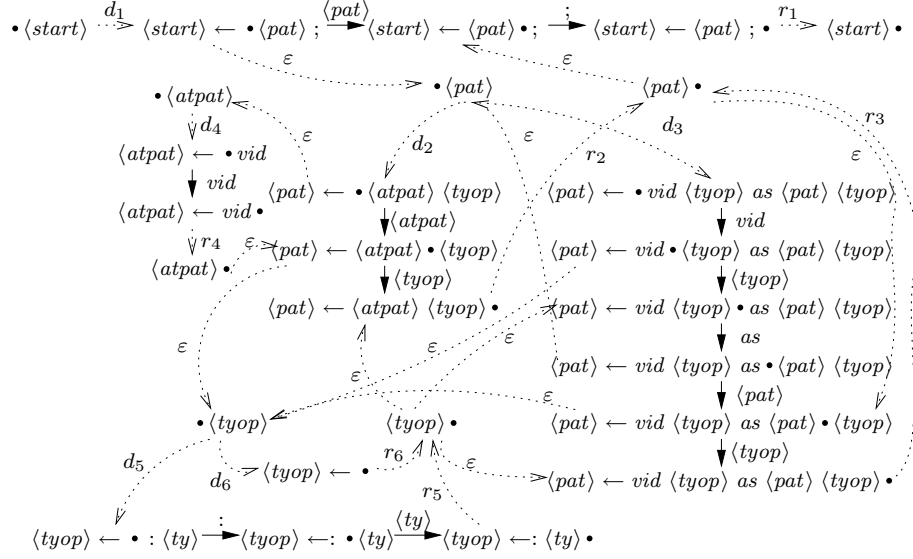 • ⟨start⟩ d₁ ⟨start⟩ ← • ⟨pat⟩ ; ⟨pat⟩ ⟨start⟩ ← ⟨pat⟩ • ; ; ⟨start⟩ ← ⟨pat⟩ ; • r₁ ⟨start⟩ •
ε ε
• ⟨pat⟩ ⟨pat⟩ •
• ⟨atpat⟩
d₄ ε d₂ ε r₂ d₃ ε r₃
⟨atpat⟩ ← • vid
vid
⟨pat⟩ ← • ⟨atpat⟩ ⟨tyop⟩ ⟨pat⟩ ← • vid ⟨tyop⟩ as ⟨pat⟩ ⟨tyop⟩
⟨atpat⟩ ← vid •
⟨atpat⟩ vid
r₄ ε
⟨pat⟩ ← ⟨atpat⟩ • ⟨tyop⟩ ⟨pat⟩ ← vid • ⟨tyop⟩ as ⟨pat⟩ ⟨tyop⟩
⟨atpat⟩ •
⟨tyop⟩ ⟨tyop⟩
⟨pat⟩ ← ⟨atpat⟩ ⟨tyop⟩ • ⟨pat⟩ ← vid ⟨tyop⟩ • as ⟨pat⟩ ⟨tyop⟩
ε ε ε as
⟨pat⟩ ← vid ⟨tyop⟩ as • ⟨pat⟩ ⟨tyop⟩
ε ε ⟨pat⟩
• ⟨tyop⟩ ⟨tyop⟩ • ⟨pat⟩ ← vid ⟨tyop⟩ as ⟨pat⟩ • ⟨tyop⟩
d₅ r₆ ε ⟨tyop⟩
d₆ ⟨tyop⟩ ← •
⟨pat⟩ ← vid ⟨tyop⟩ as ⟨pat⟩ ⟨tyop⟩ •
r₅
⟨tyop⟩ ← • : ⟨ty⟩ : ⟨tyop⟩ ←: • ⟨ty⟩ ⟨ty⟩ ⟨tyop⟩ ←: ⟨ty⟩ •